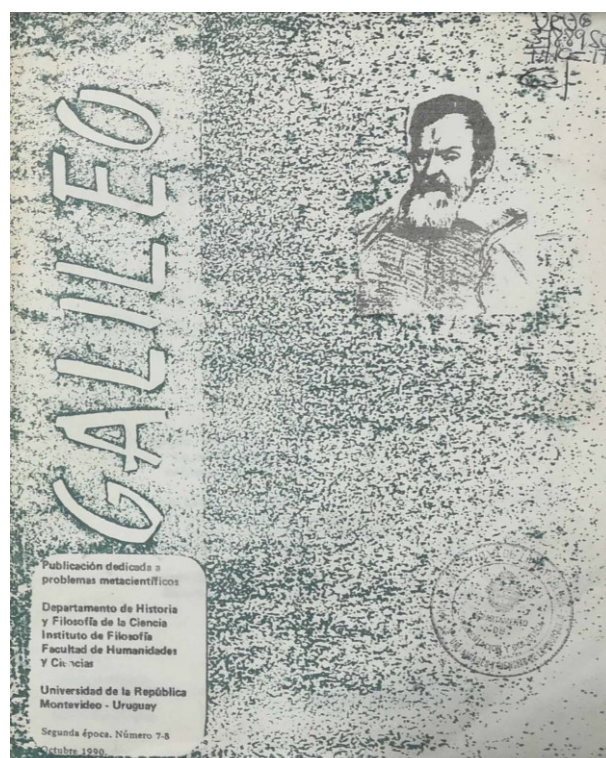 GALILEO
Publicación dedicada a
problemas metacientíficos
Departamento de Historia
y Filosofía de la Ciencia
Instituto de Filosofía
Facultad de Humanidades
y Ciencias
Universidad de la República
Montevideo - Uruguay
Segunda época. Número 7-8
Octubre 1990.